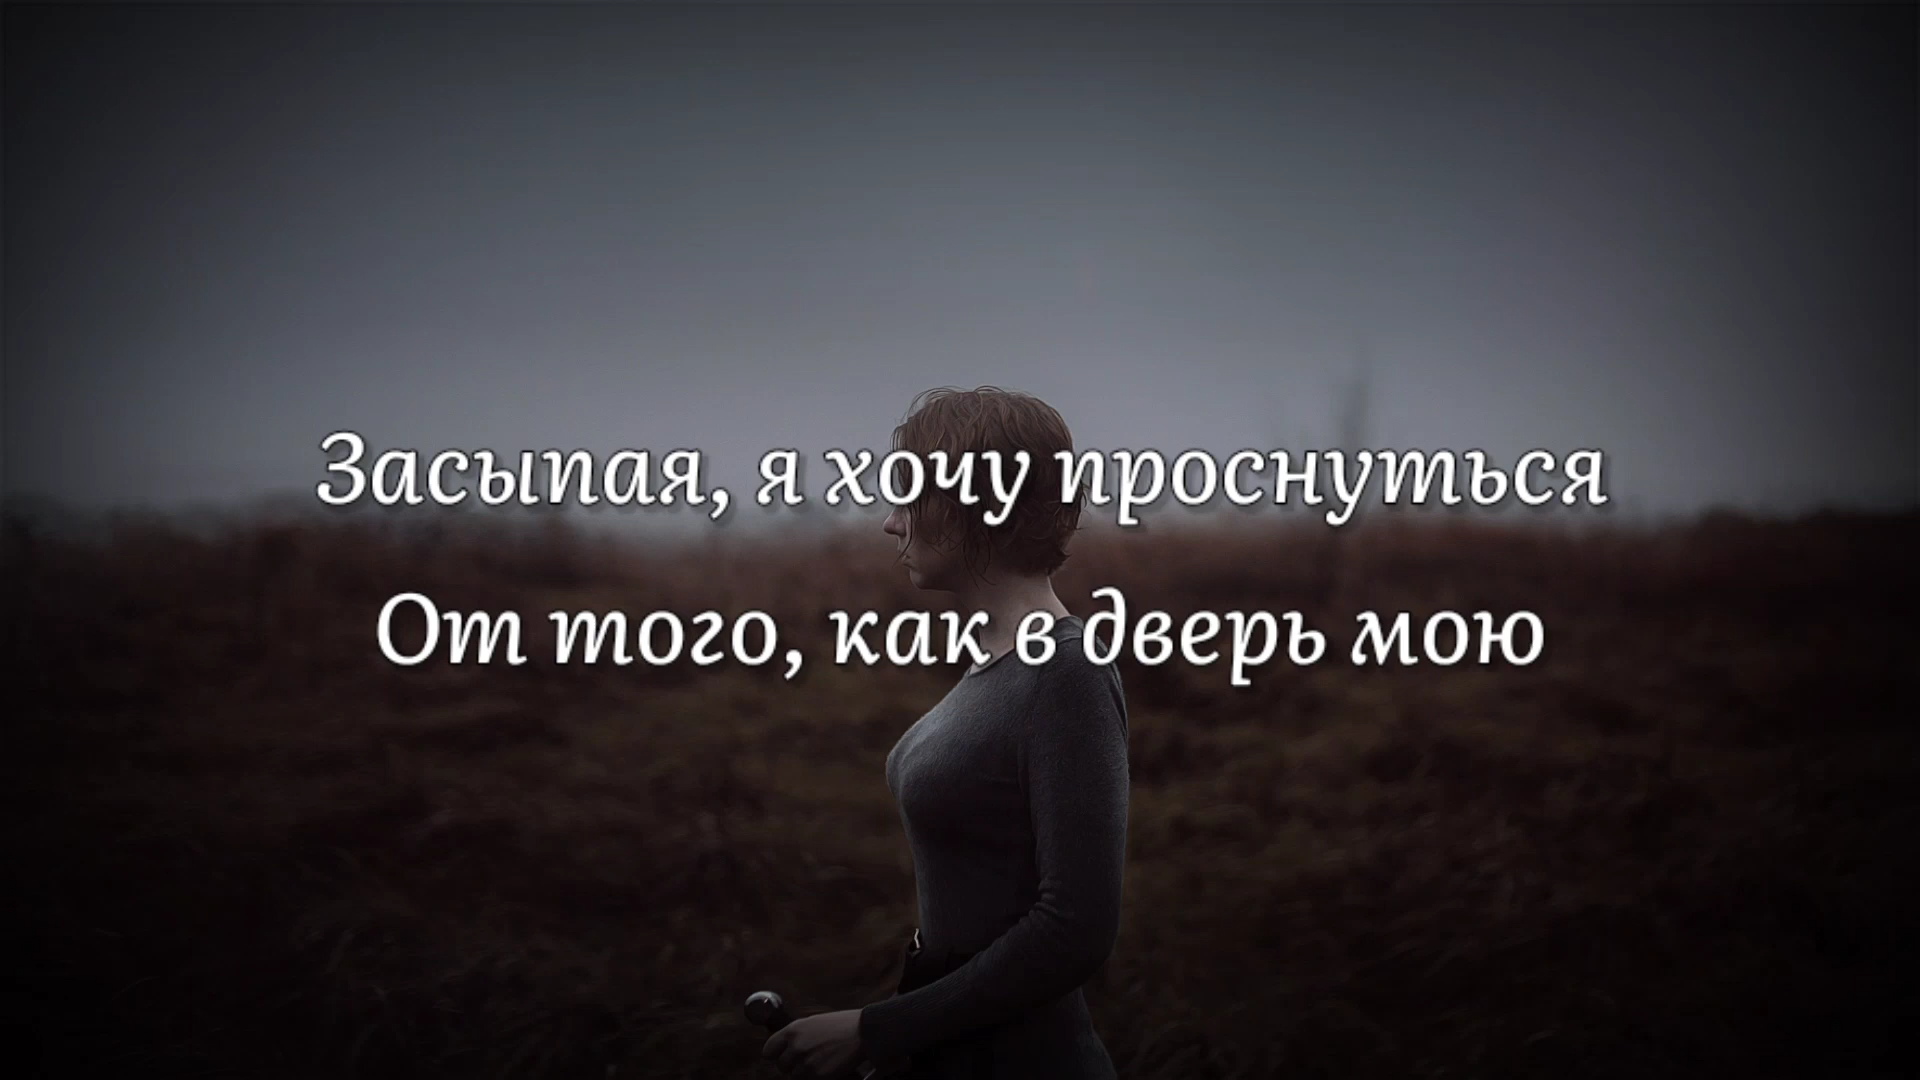 Засыпая, я хочу проснуться
От того, как в дверь мою